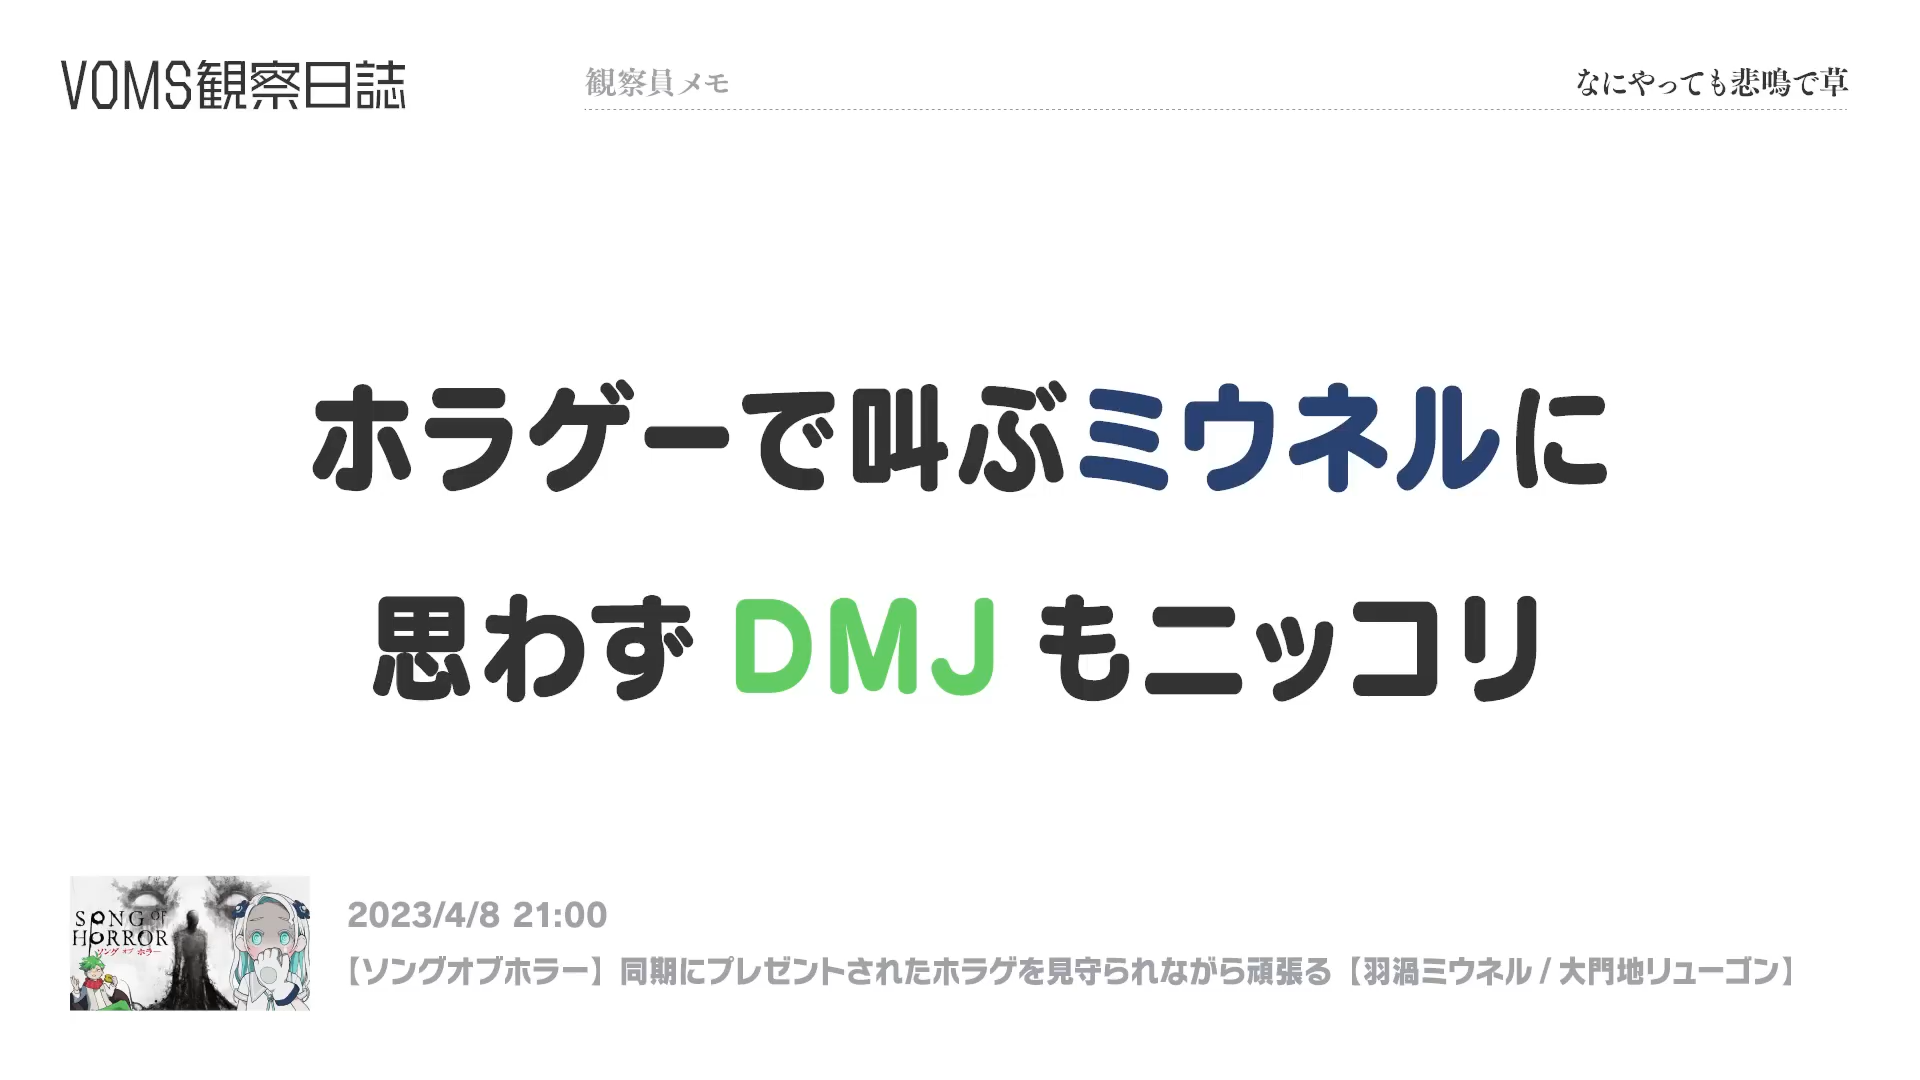 VOMS観察日誌
観察員メモ
なにやっても悲鳴で草
ホラゲーで叫ぶミウネルに
思わず DMJ もニッコリ
SONG OF
HORROR
ソング オブ ホラー
2023/4/8 21:00
【ソングオブホラー】同期にプレゼントされたホラゲを見守られながら頑張る【羽渦ミウネル / 大門地リューゴン】